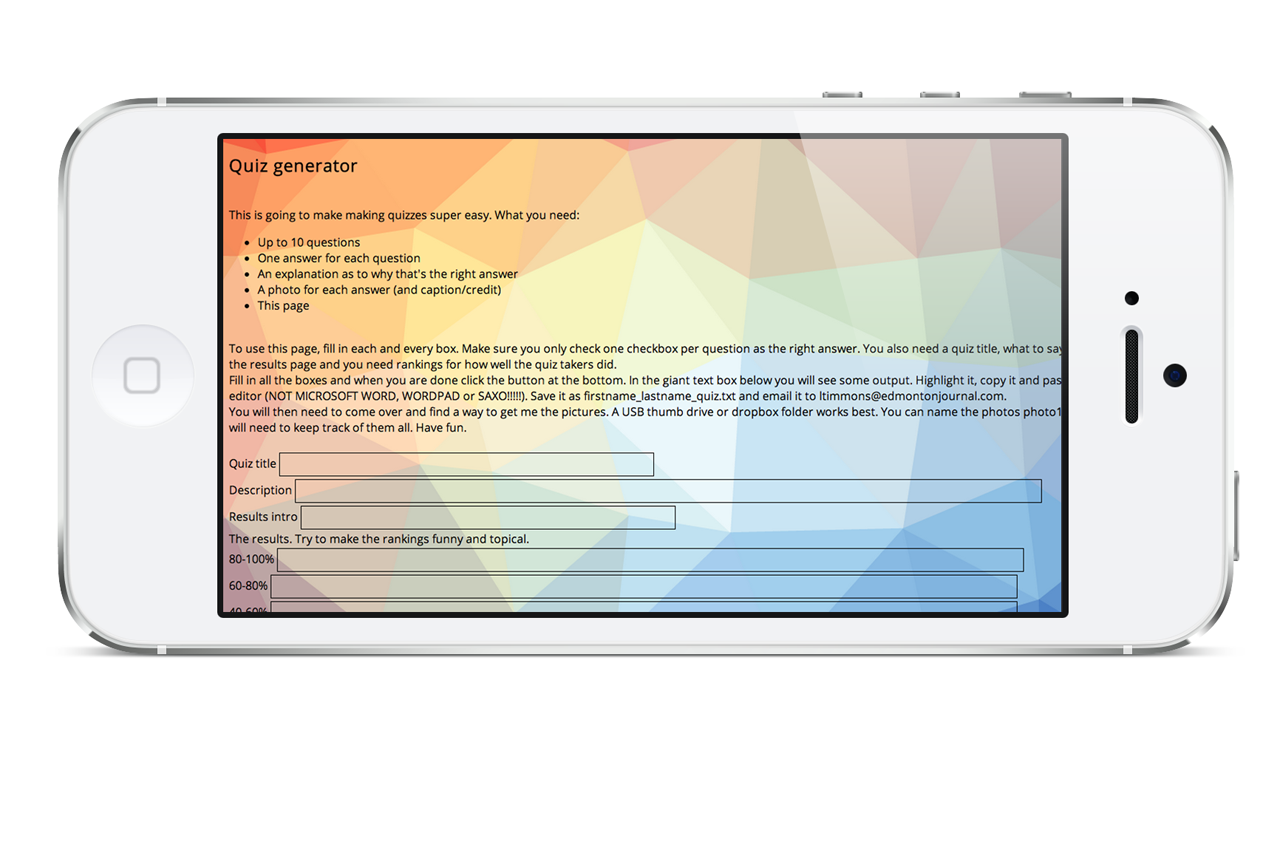 Quiz generator
This is going to make making quizzes super easy. What you need:
• Up to 10 questions
• One answer for each question
• An explanation as to why that's the right answer
• A photo for each answer (and caption/credit)
• This page
To use this page, fill in each and every box. Make sure you only check one checkbox per question as the right answer. You also need a quiz title, what to say
the results page and you need rankings for how well the quiz takers did.
Fill in all the boxes and when you are done click the button at the bottom. In the giant text box below you will see some output. Highlight it, copy it and pas
editor (NOT MICROSOFT WORD, WORDPAD or SAXO!!!!!). Save it as firstname_lastname_quiz.txt and email it to ltimmons@edmontonjournal.com.
You will then need to come over and find a way to get me the pictures. A USB thumb drive or dropbox folder works best. You can name the photos photo1
will need to keep track of them all. Have fun.
Quiz title
Description
Results intro
The results. Try to make the rankings funny and topical.
80-100%
60-80%
40-60%